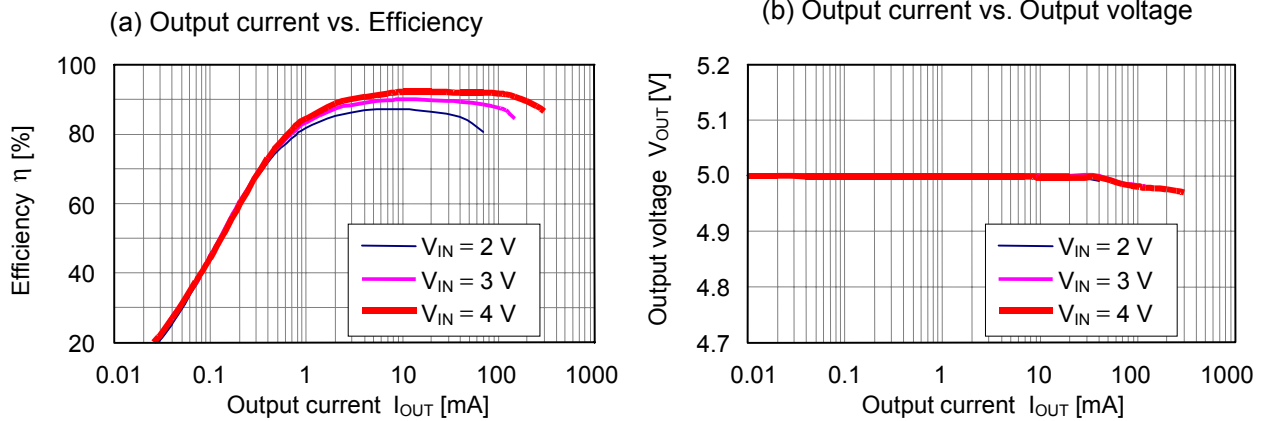 (a) Output current vs. Efficiency
100
80
60
40
20
Efficiency η [%]
0.01 0.1 1 10 100 1000
Output current IOUT [mA]
VIN = 2 V
VIN = 3 V
VIN = 4 V
(b) Output current vs. Output voltage
5.2
5.1
5.0
4.9
4.8
4.7
Output voltage VOUT [V]
0.01 0.1 1 10 100 1000
Output current IOUT [mA]
VIN = 2 V
VIN = 3 V
VIN = 4 V